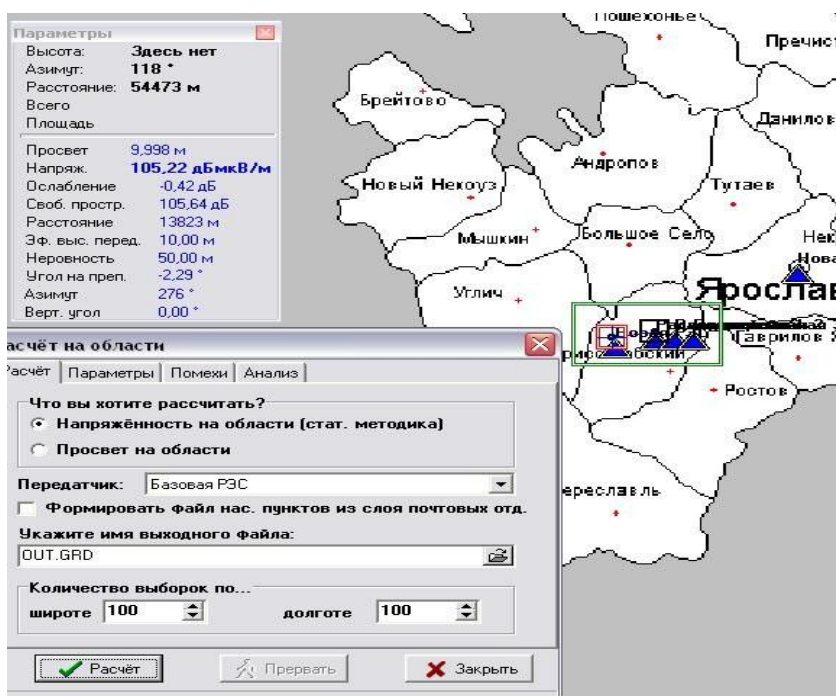 Параметры
Высота: Здесь нет
Азимут: 118 °
Расстояние: 54473 м
Всего
Площадь
Просвет 9,998 м
Напряж. 105,22 дБмкВ/м
Ослабление -0,42 дБ
Своб. простр. 105,64 дБ
Расстояние 13823 м
Эф. выс. перед. 10,00 м
Неровность 50,00 м
Угол на преп. -2,29 °
Азимут 276 °
Верт. угол 0,00 °
Пошехонье
Пречист
Брейтово
Данилов
Андропов
Новый Некоуз
Тутаев
Мышкин
Большое Село
Нек
Нова
Углич
Ярослав
Гаврилов
Ростов
ереславль
асчёт на области
Расчёт Параметры Помехи Анализ
Что вы хотите рассчитать?
Напряжённость на области (стат. методика)
Просвет на области
Передатчик: Базовая РЭС
Формировать файл нас. пунктов из слоя почтовых отд.
Укажите имя выходного файла:
OUT.GRD
Количество выборок по...
широте 100 долготе 100
Расчёт Прервать Закрыть